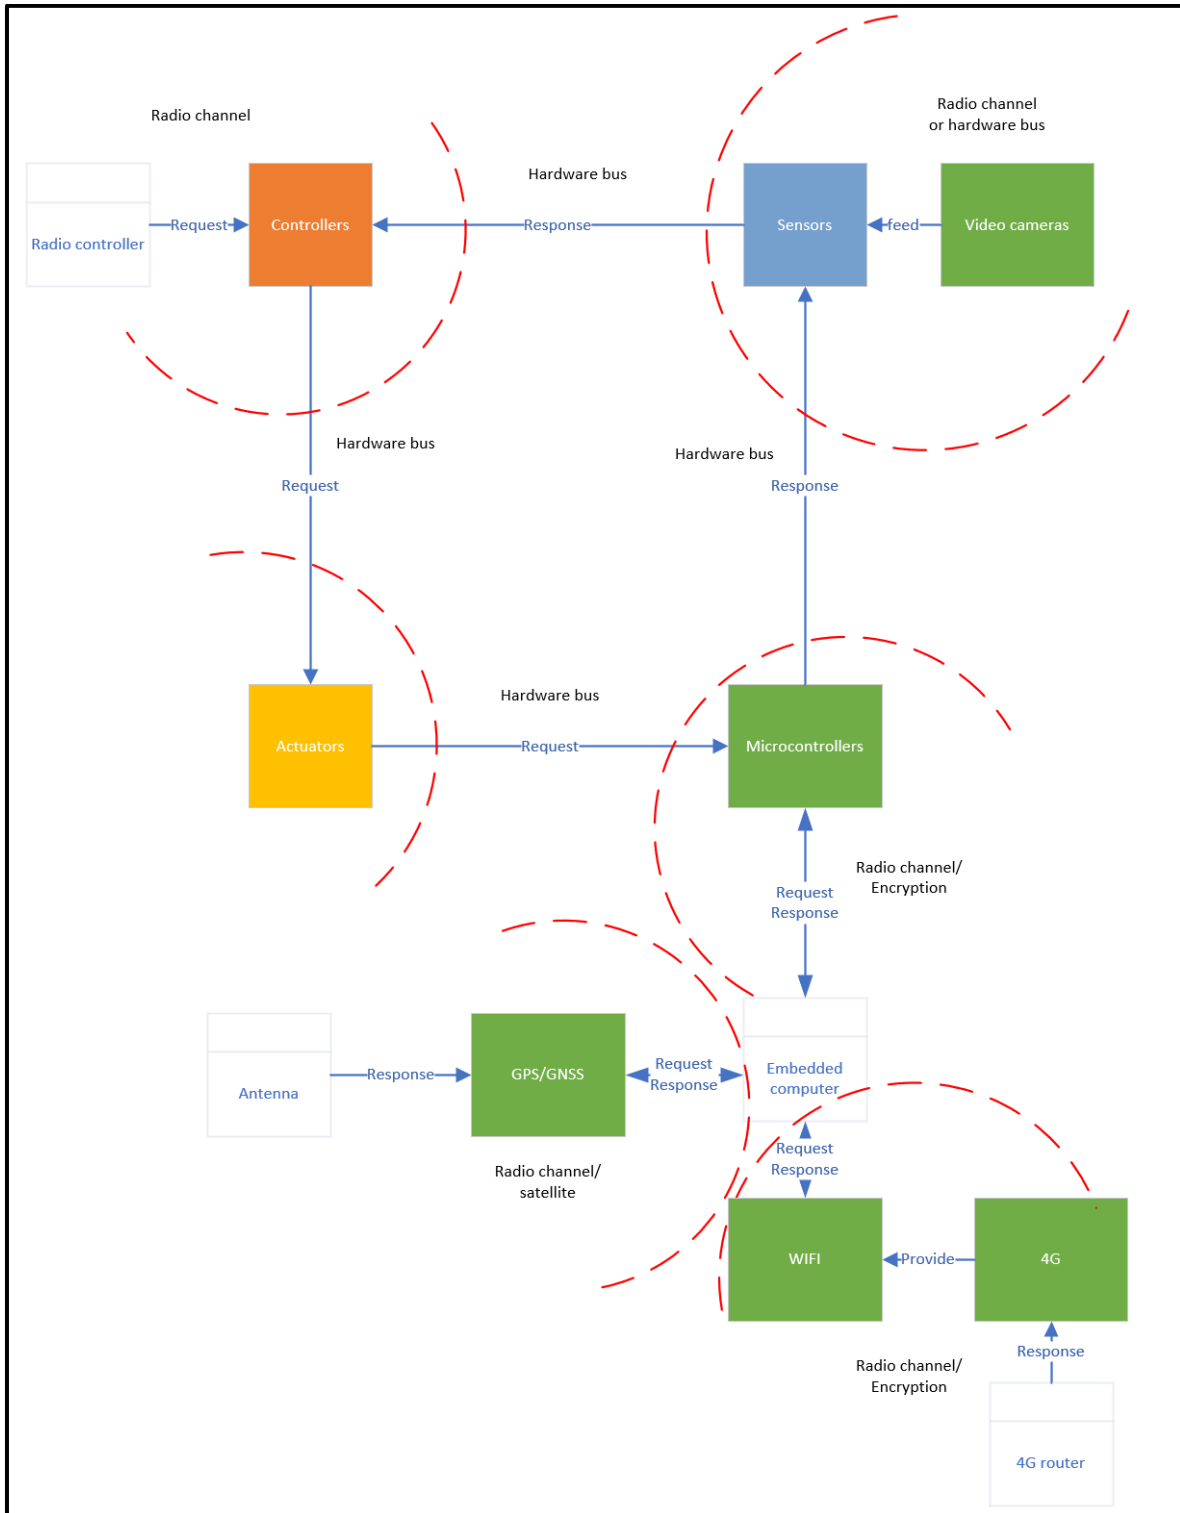 Radio channel
Radio channel
or hardware bus
Hardware bus
Radio controller
Request
Controllers
Response
Sensors
feed
Video cameras
Hardware bus
Request
Hardware bus
Response
Actuators
Hardware bus
Request
Microcontrollers
Radio channel/
Encryption
Request
Response
Antenna
Response
GPS/GNSS
Request
Response
Embedded
computer
Radio channel/
satellite
Request
Response
WIFI
Provide
4G
Radio channel/
Encryption
Response
4G router